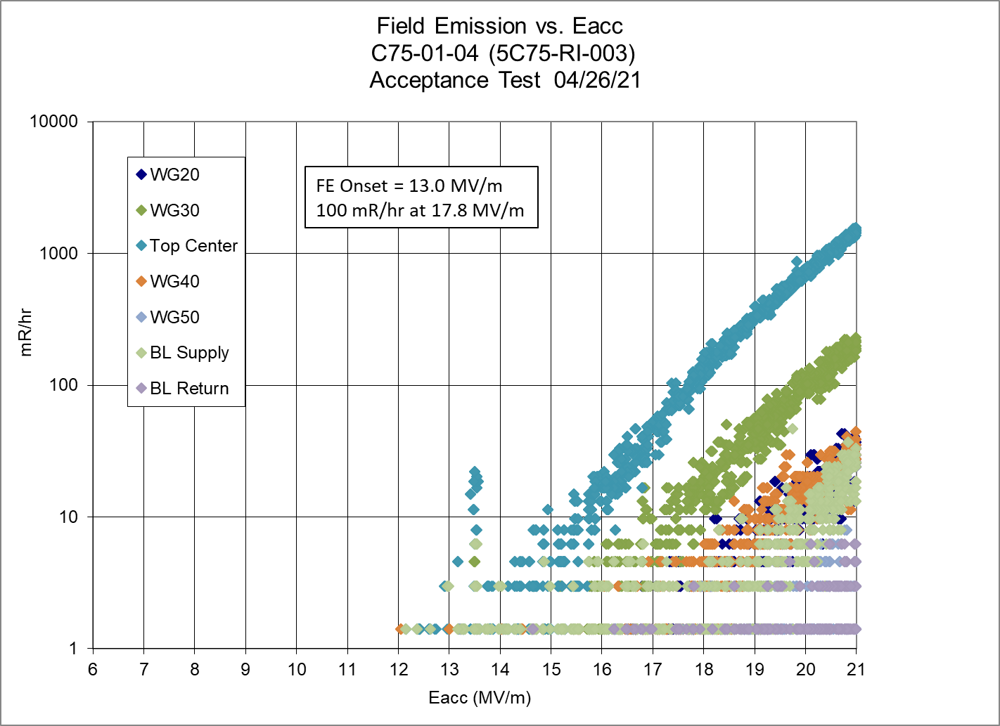 Field Emission vs. Eacc
C75-01-04 (5C75-RI-003)
Acceptance Test 04/26/21
10000
1000
100
10
1
mR/hr
WG20
WG30
Top Center
WG40
WG50
BL Supply
BL Return
FE Onset = 13.0 MV/m
100 mR/hr at 17.8 MV/m
6 7 8 9 10 11 12 13 14 15 16 17 18 19 20 21
Eacc (MV/m)